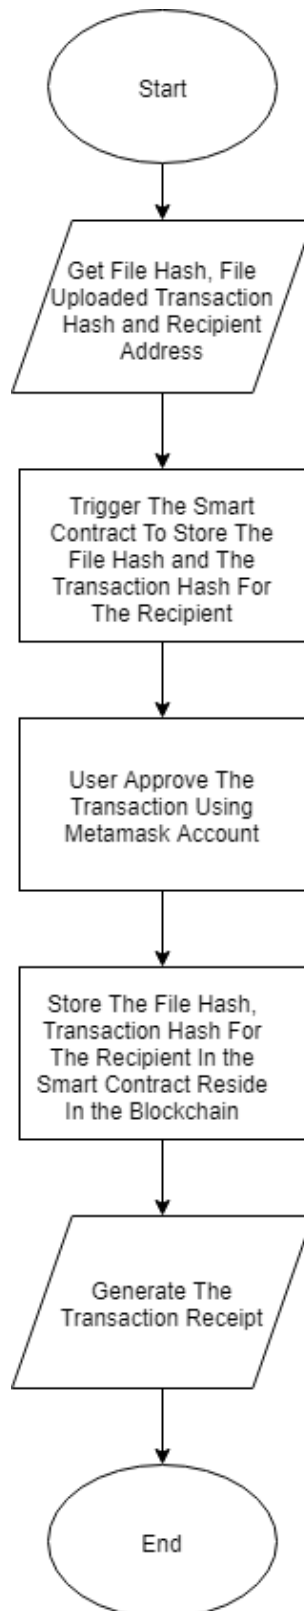 Start
Get File Hash, File
Uploaded Transaction
Hash and Recipient
Address
Trigger The Smart
Contract To Store The
File Hash and The
Transaction Hash For
The Recipient
User Approve The
Transaction Using
Metamask Account
Store The File Hash,
Transaction Hash For
The Recipient In the
Smart Contract Reside
In the Blockchain
Generate The
Transaction Receipt
End